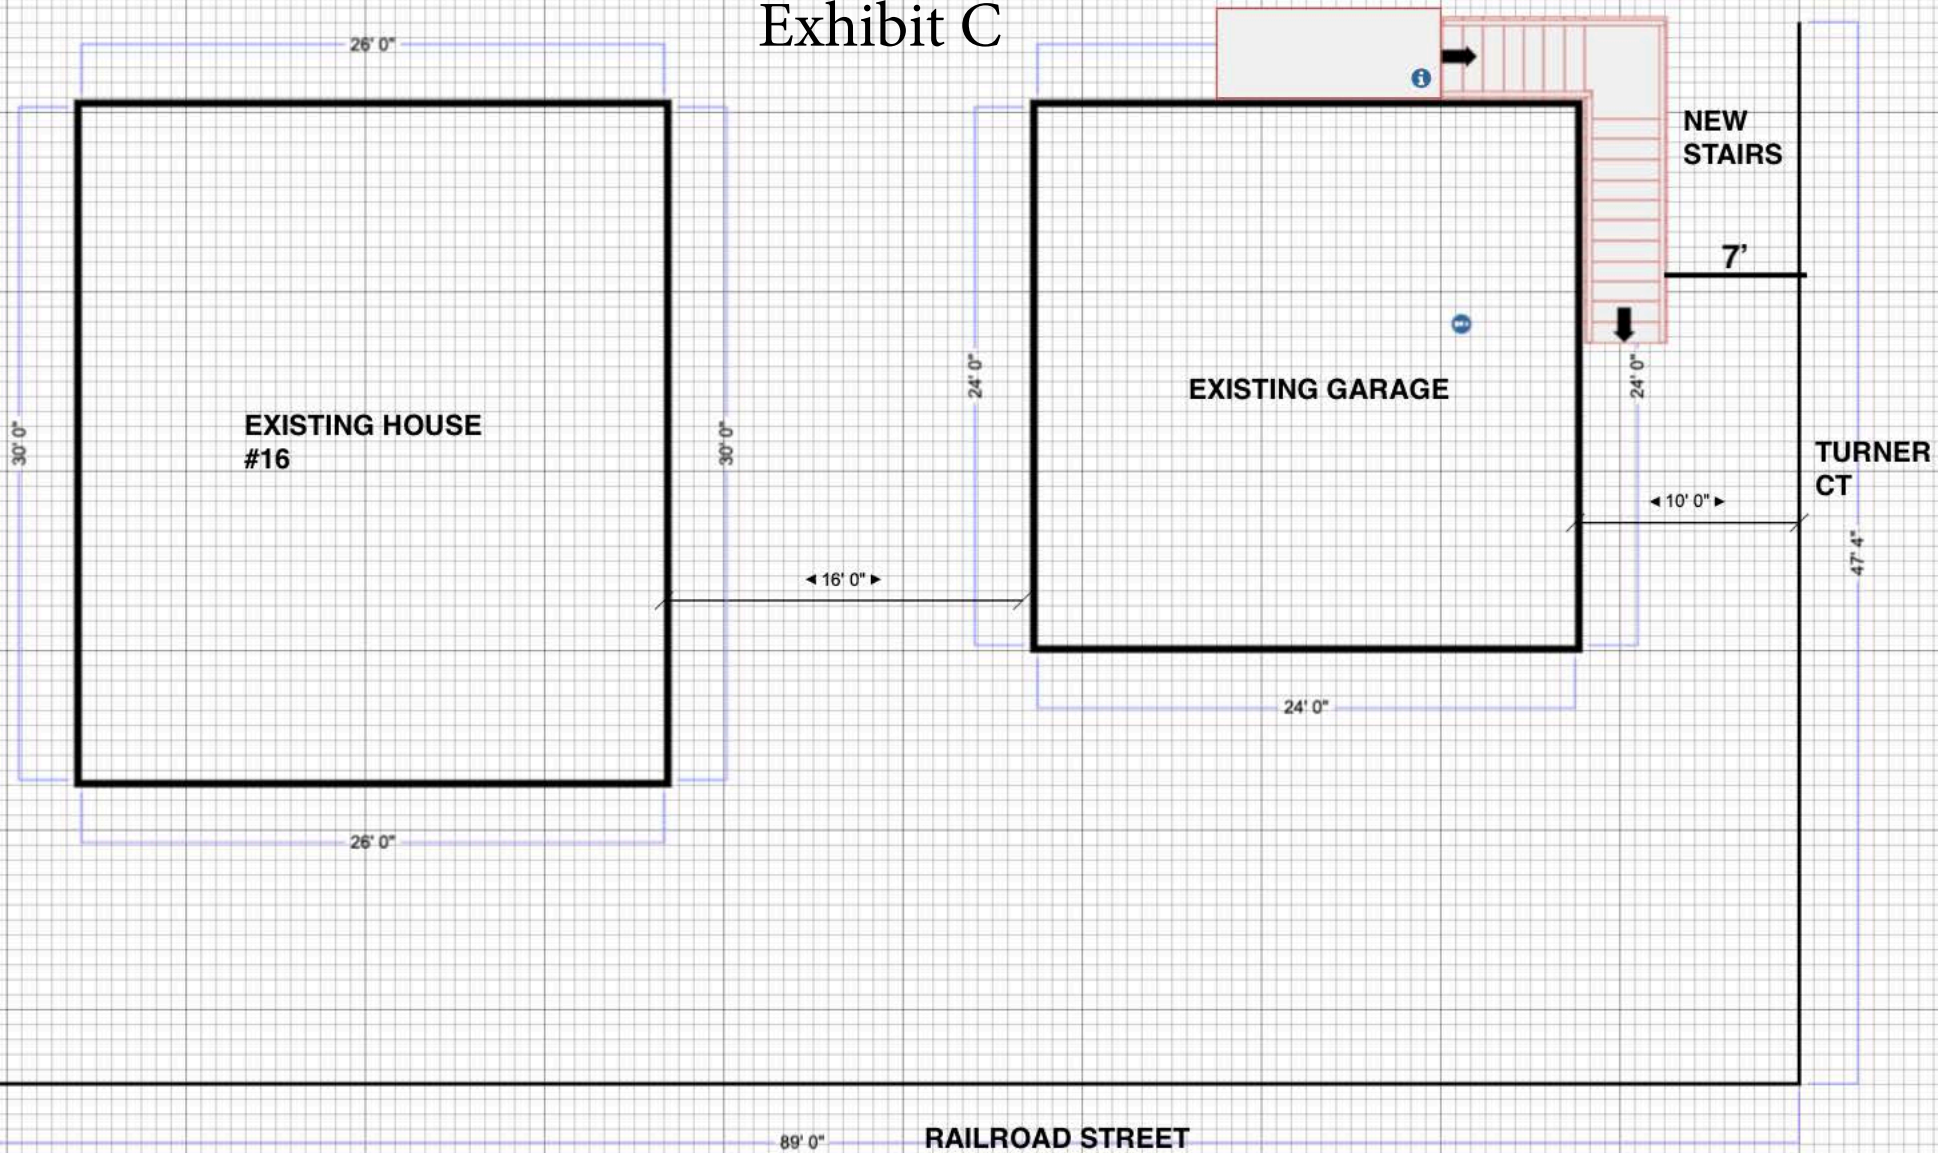 Exhibit C
26' 0"
NEW
STAIRS
7’
30' 0"
EXISTING HOUSE
#16
30' 0"
24' 0"
EXISTING GARAGE
24' 0"
TURNER
CT
◄ 10' 0" ►
47' 4"
◄ 16' 0" ►
24' 0"
26' 0"
89' 0"
RAILROAD STREET